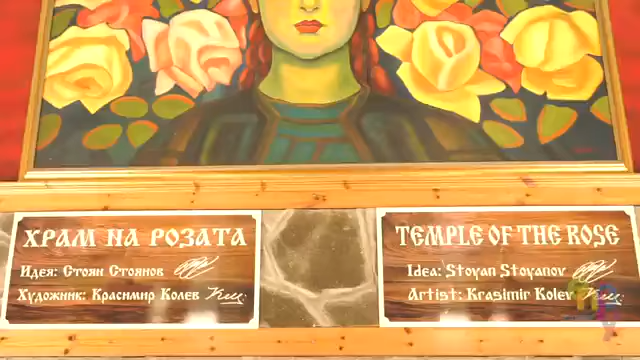 ХРАМ НА РОЗАТА
Идея: Стоян Стоянов
Художник: Красимир Колев
TEMPLE OF THE ROSE
Idea: Stoyan Stoyanov
Artist: Krasimir Kolev